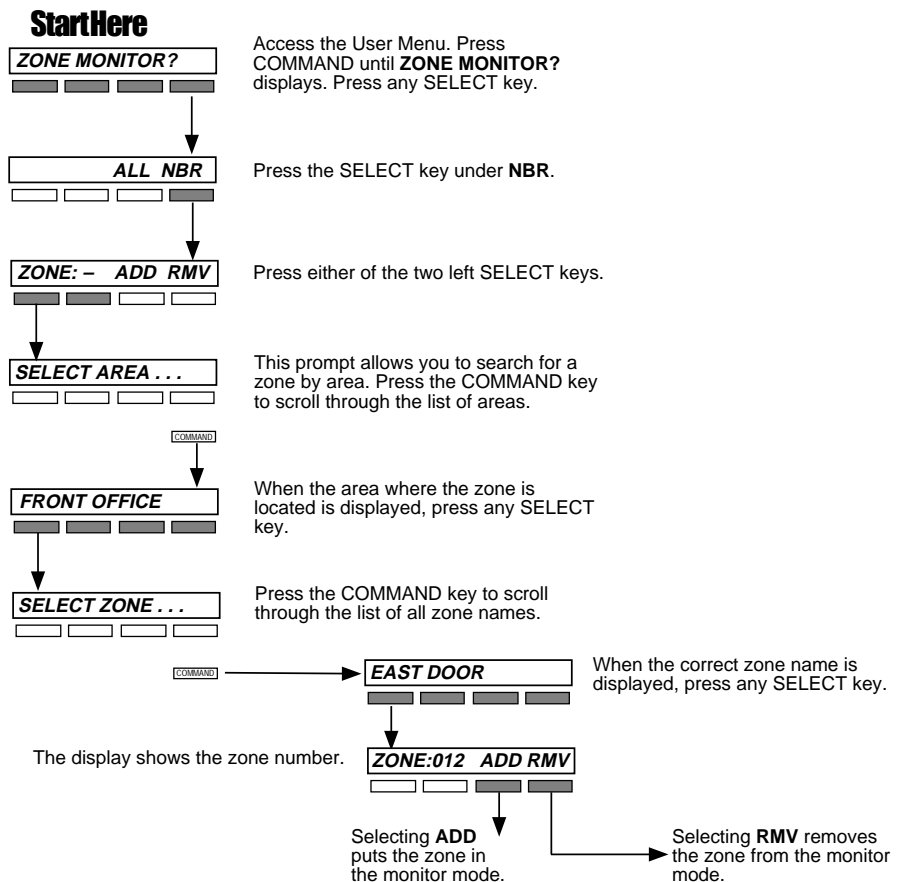 StartHere
ZONE MONITOR?
Access the User Menu. Press
COMMAND until ZONE MONITOR?
displays. Press any SELECT key.
ALL NBR
Press the SELECT key under NBR.
ZONE: – ADD RMV
Press either of the two left SELECT keys.
SELECT AREA . . .
This prompt allows you to search for a
zone by area. Press the COMMAND key
to scroll through the list of areas.
COMMAND
FRONT OFFICE
When the area where the zone is
located is displayed, press any SELECT
key.
SELECT ZONE . . .
Press the COMMAND key to scroll
through the list of all zone names.
COMMAND
EAST DOOR
When the correct zone name is
displayed, press any SELECT key.
The display shows the zone number.
ZONE:012 ADD RMV
Selecting ADD
puts the zone in
the monitor mode.
Selecting RMV removes
the zone from the monitor
mode.